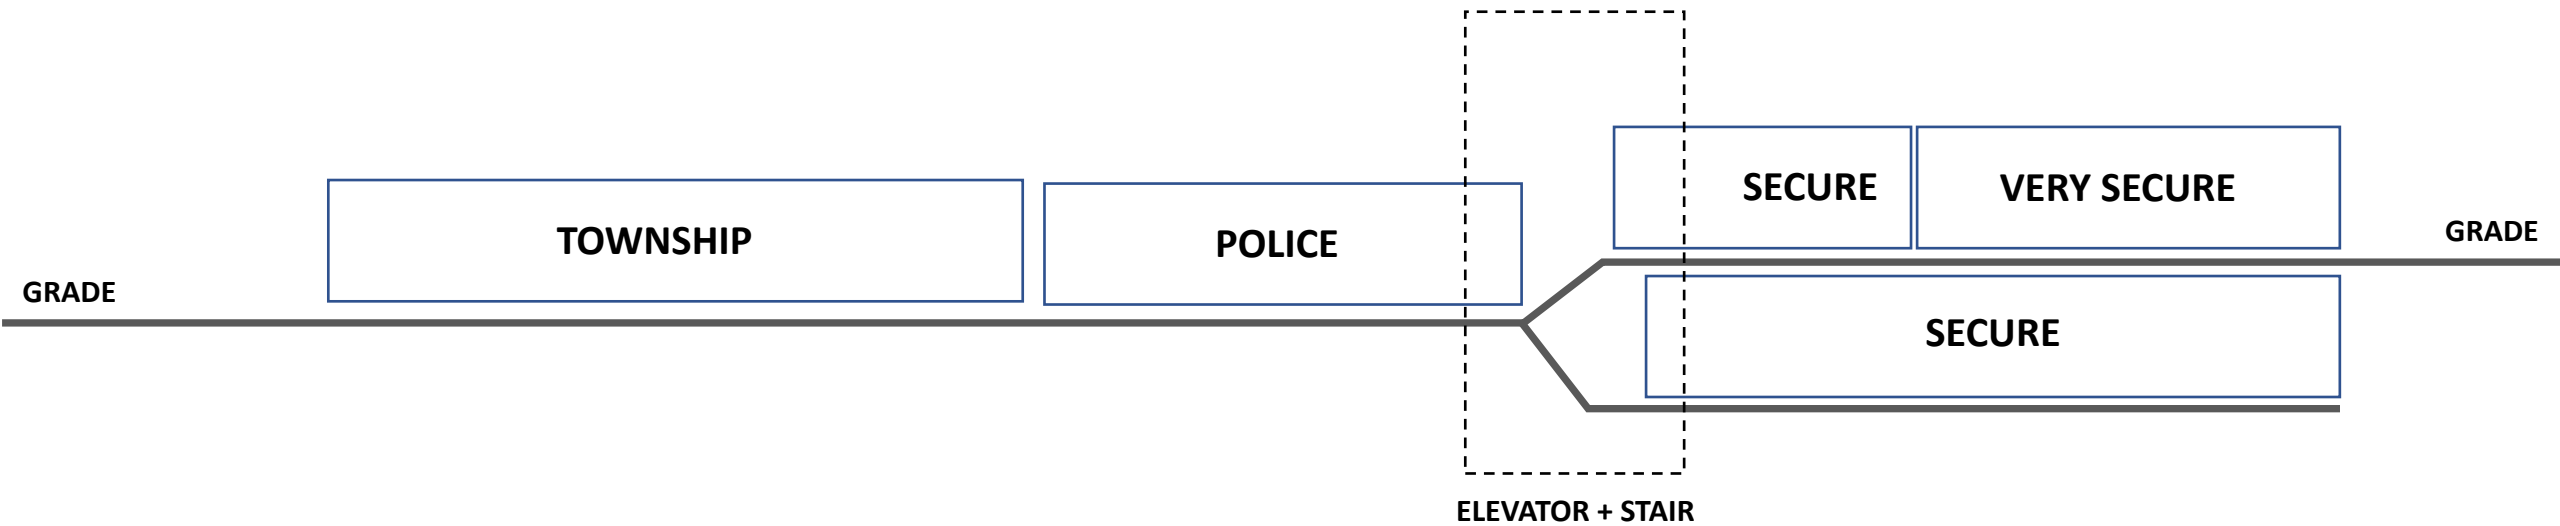 SECURE
VERY SECURE
GRADE
TOWNSHIP
POLICE
GRADE
SECURE
ELEVATOR + STAIR